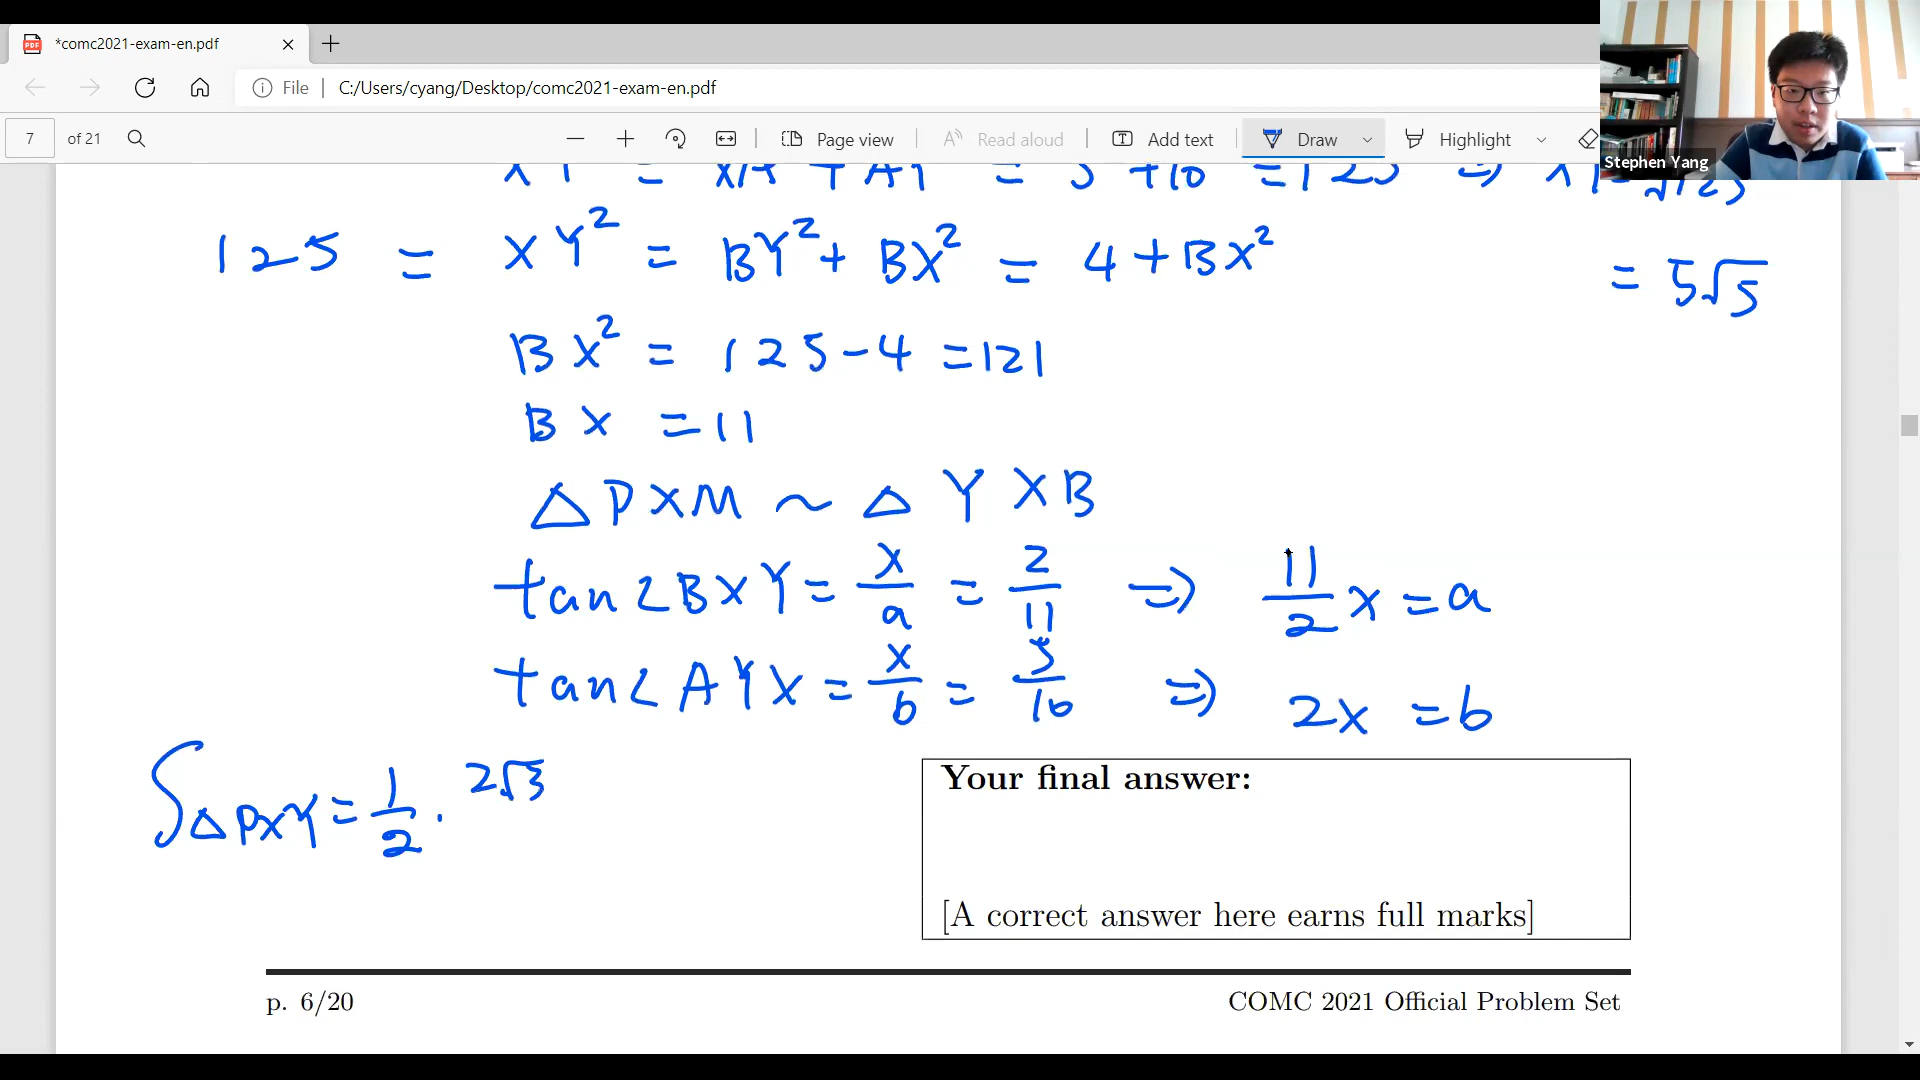 *comc2021-exam-en.pdf
File | C:/Users/cyang/Desktop/comc2021-exam-en.pdf
7 of 21 Page view Read aloud Add text Draw Highlight
Stephen Yang
125 = XY² = BY² + BX² = 4 + BX²
= 5√5
BX² = 125 - 4 = 121
BX = 11
△PXM ~ △YXB
tan∠BXY = x/a = 2/11 ⇒ 11/2 x = a
tan∠AYX = x/b = 5/10 ⇒ 2x = b
S△PXY = 1/2 · 2√3
Your final answer:
[A correct answer here earns full marks]
p. 6/20 COMC 2021 Official Problem Set